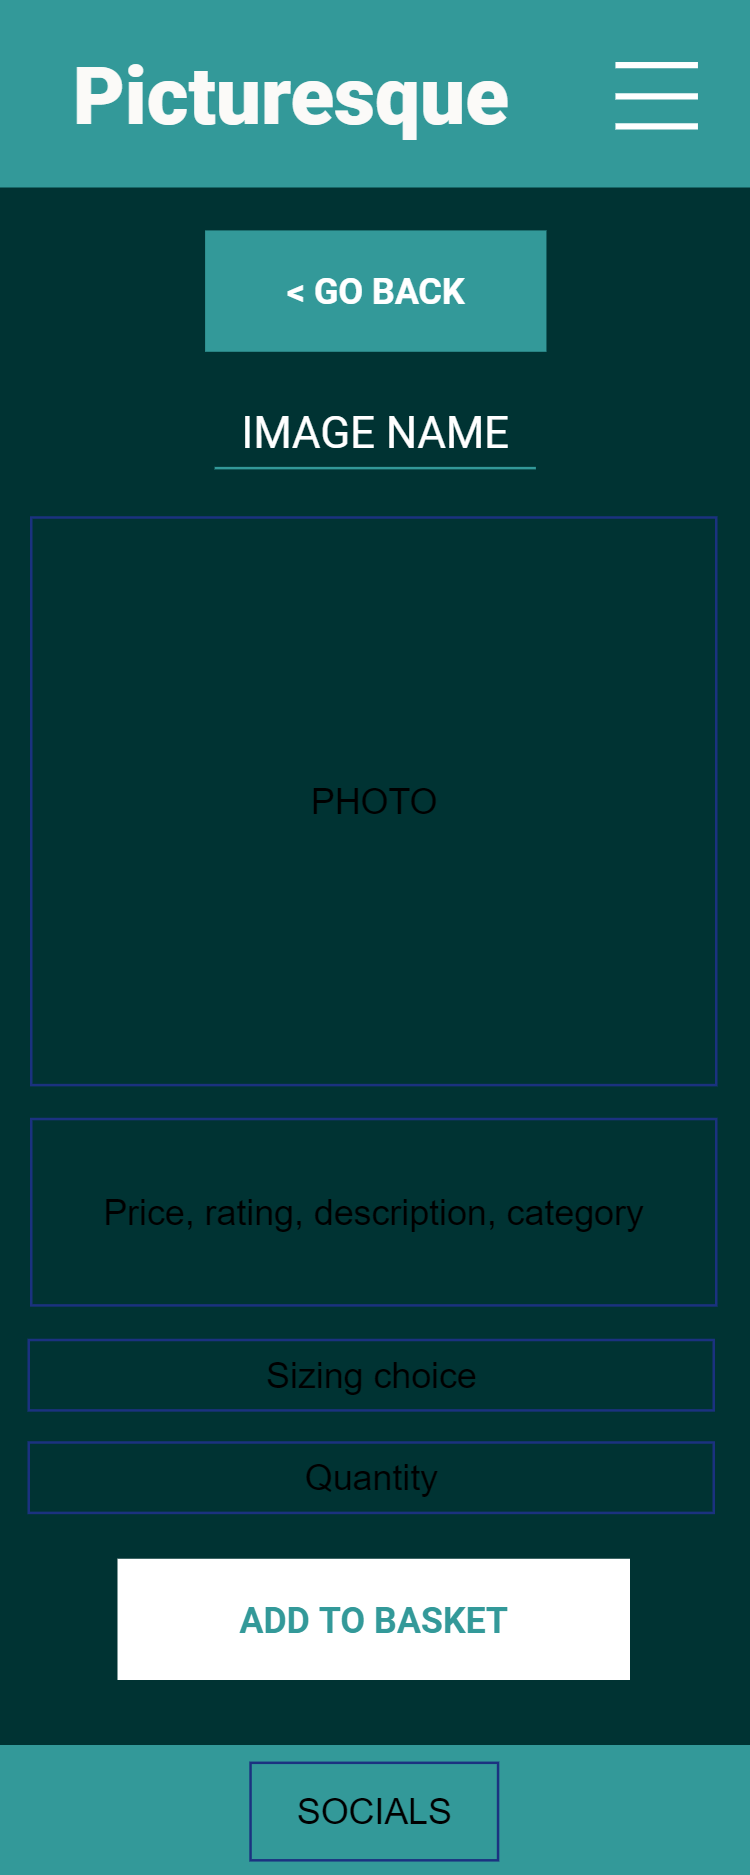 Picturesque
< GO BACK
IMAGE NAME
PHOTO
Price, rating, description, category
Sizing choice
Quantity
ADD TO BASKET
SOCIALS